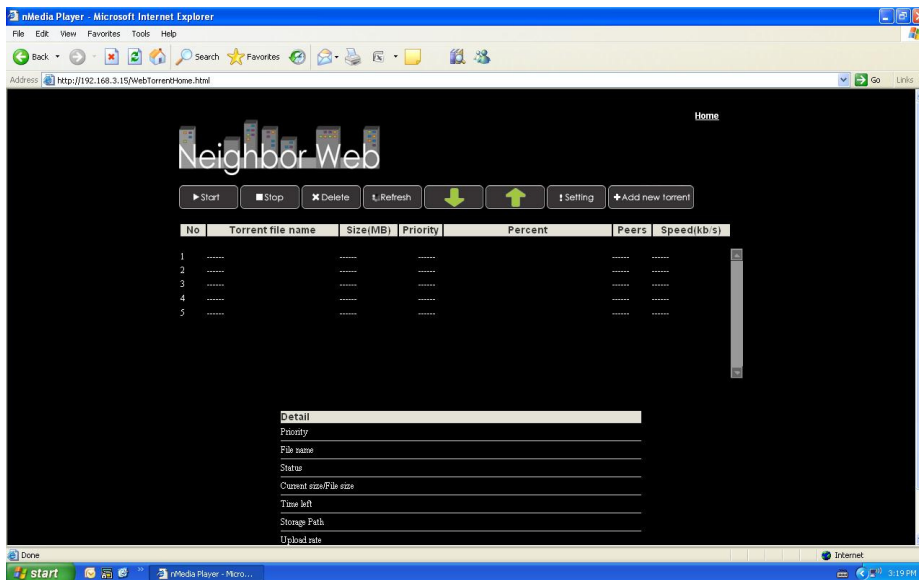 nMedia Player - Microsoft Internet Explorer
File Edit View Favorites Tools Help
Back Search Favorites
Address http://192.168.3.15/WebTorrentHome.html Go Links
Home
Neighbor Web
Start Stop Delete Refresh Setting Add new torrent
No Torrent file name Size(MB) Priority Percent Peers Speed(kb/s)
1 ------ ------ ------ ------ ------
2 ------ ------ ------ ------ ------
3 ------ ------ ------ ------ ------
4 ------ ------ ------ ------ ------
5 ------ ------ ------ ------ ------
Detail
Priority
File name
Status
Current size/File size
Time left
Storage Path
Upload rate
Done Internet
start nMedia Player - Micro... 3:19 PM